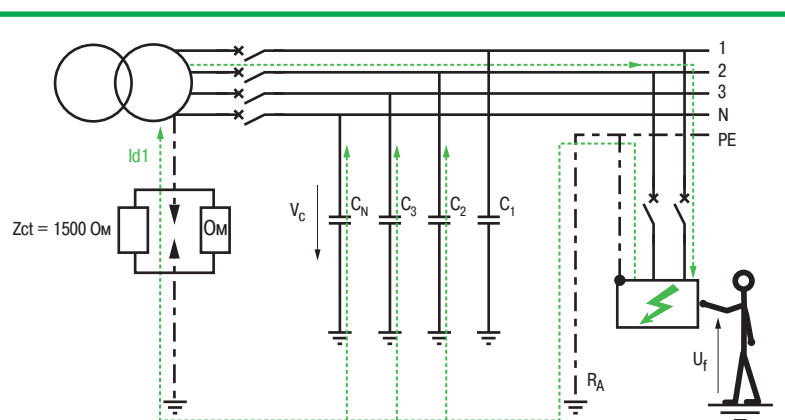 1
2
3
N
PE
Id1
Zct = 1500 Ом
Ом
Vc
CN
C3
C2
C1
RA
Uf